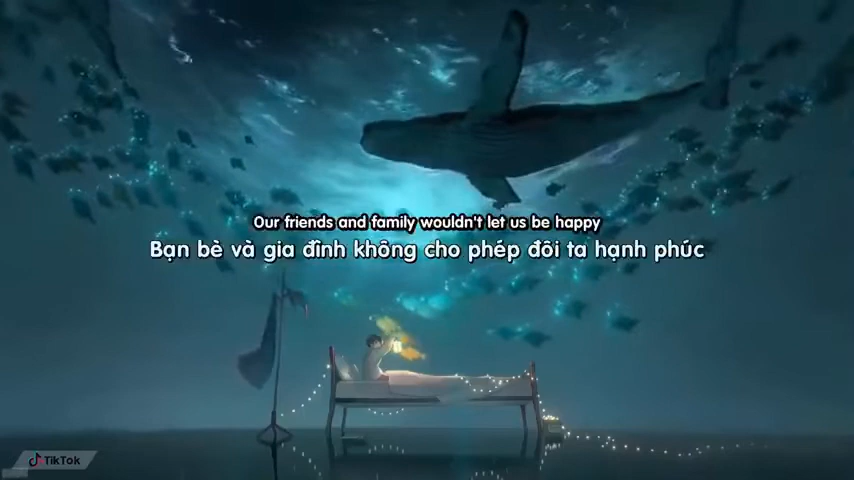 Our friends and family wouldn't let us be happy
Bạn bè và gia đình không cho phép đôi ta hạnh phúc
TikTok